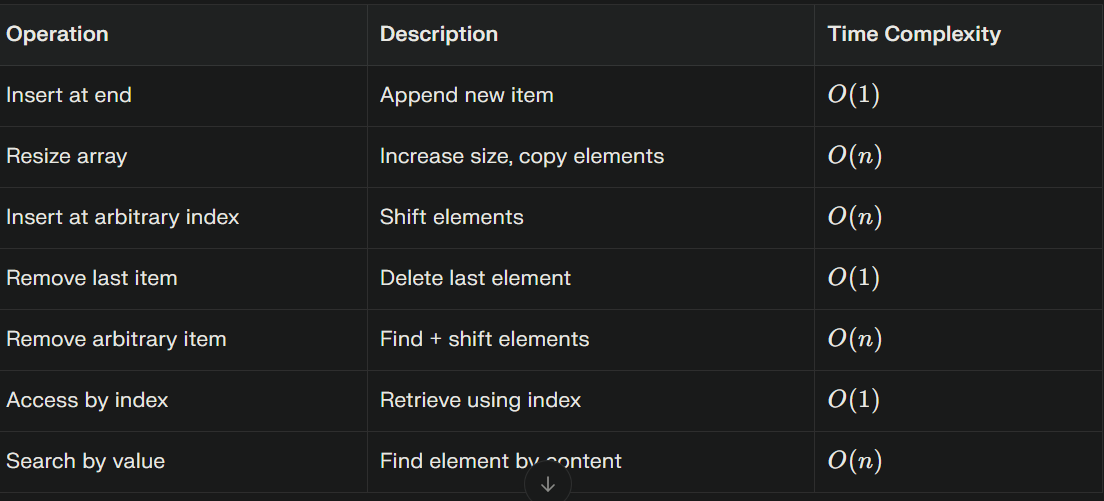 Operation Description Time Complexity
Insert at end Append new item O(1)
Resize array Increase size, copy elements O(n)
Insert at arbitrary index Shift elements O(n)
Remove last item Delete last element O(1)
Remove arbitrary item Find + shift elements O(n)
Access by index Retrieve using index O(1)
Search by value Find element by content O(n)